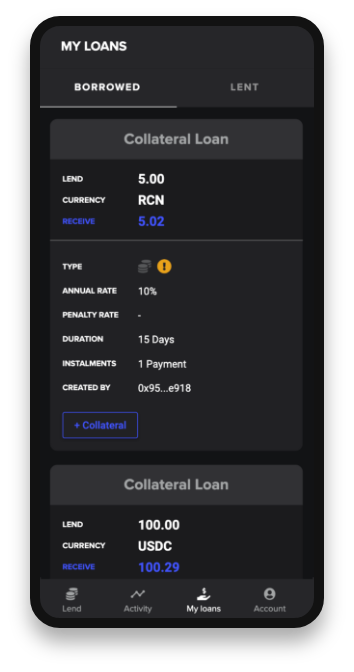 MY LOANS
BORROWED LENT
Collateral Loan
LEND 5.00
CURRENCY RCN
RECEIVE 5.02
TYPE !
ANNUAL RATE 10%
PENALTY RATE -
DURATION 15 Days
INSTALMENTS 1 Payment
CREATED BY 0x95...e918
+ Collateral
Collateral Loan
LEND 100.00
CURRENCY USDC
RECEIVE 100.29
Lend Activity My loans Account